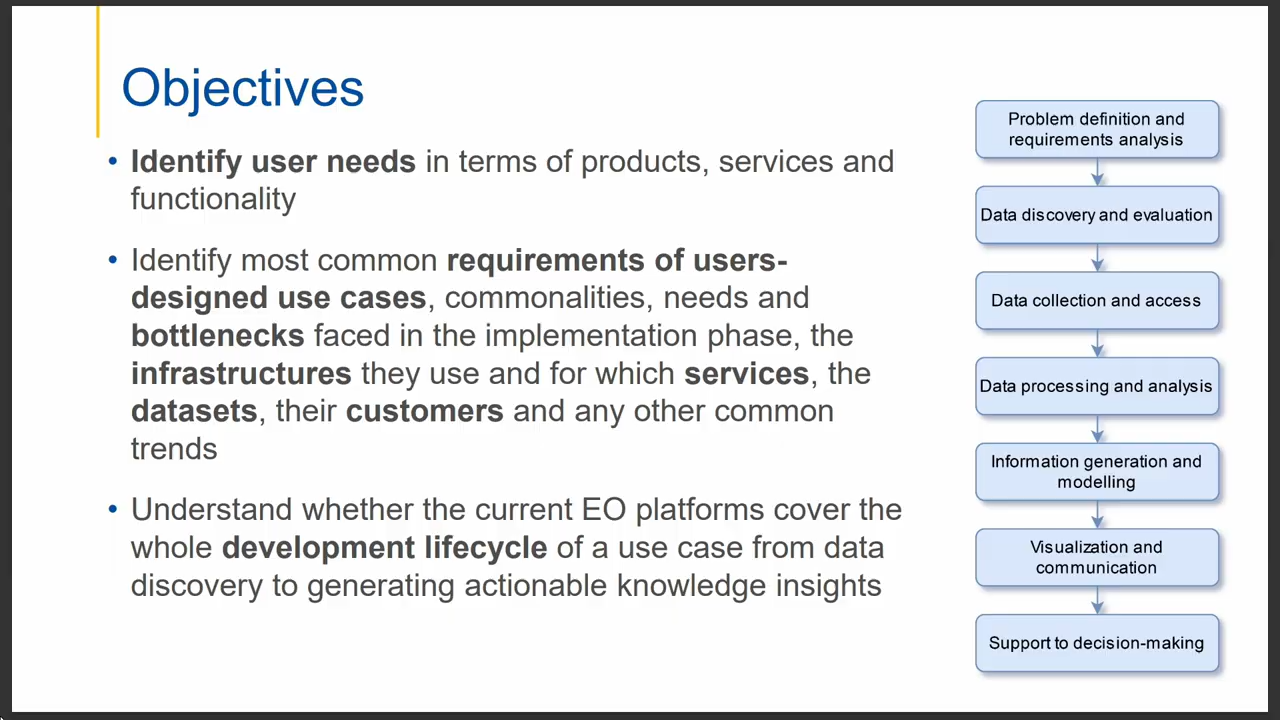 Objectives
• Identify user needs in terms of products, services and
functionality
• Identify most common requirements of users-
designed use cases, commonalities, needs and
bottlenecks faced in the implementation phase, the
infrastructures they use and for which services, the
datasets, their customers and any other common
trends
• Understand whether the current EO platforms cover the
whole development lifecycle of a use case from data
discovery to generating actionable knowledge insights
Problem definition and
requirements analysis
Data discovery and evaluation
Data collection and access
Data processing and analysis
Information generation and
modelling
Visualization and
communication
Support to decision-making